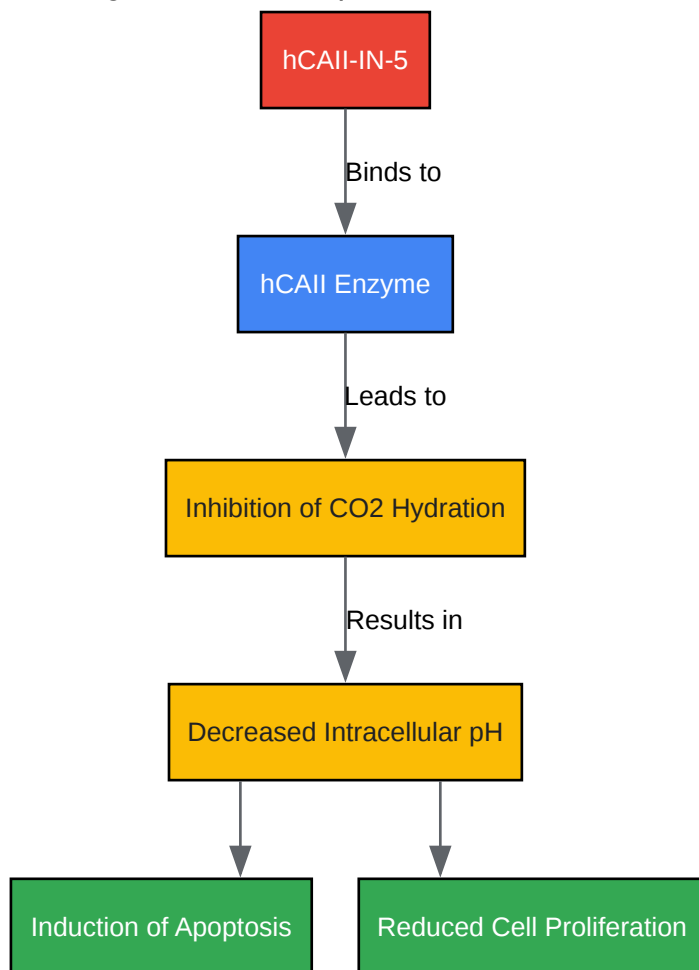 hCAII-IN-5
Binds to
hCAII Enzyme
Leads to
Inhibition of CO2 Hydration
Results in
Decreased Intracellular pH
Induction of Apoptosis
Reduced Cell Proliferation